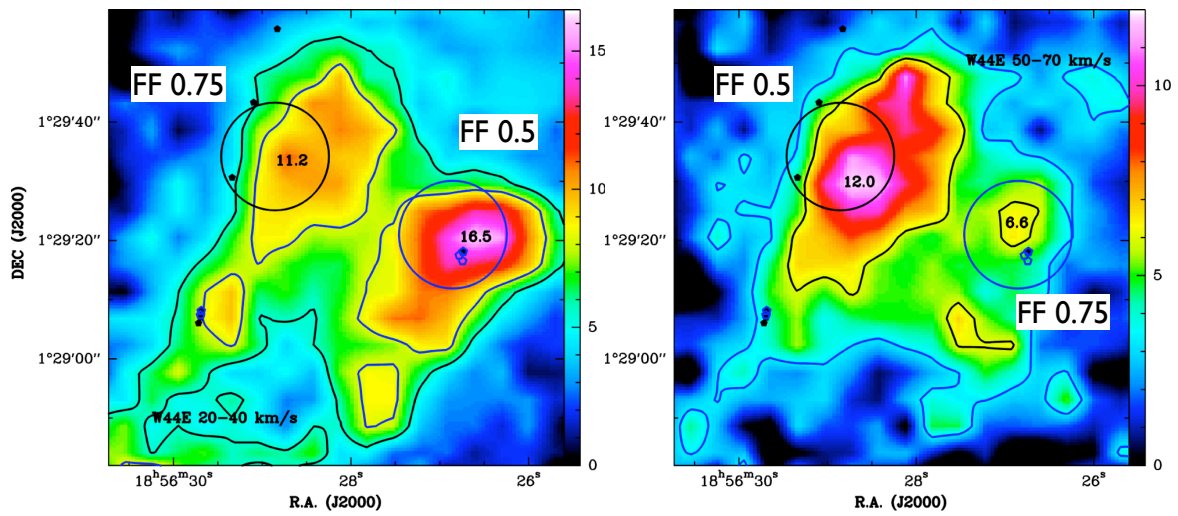 FF 0.75
FF 0.5
11.2
16.5
W44E 20−40 km/s
DEC (J2000)
1°29′40″
1°29′20″
1°29′00″
18ʰ56ᵐ30ˢ
28ˢ
26ˢ
R.A. (J2000)
15
10
5
0
W44E 50−70 km/s
FF 0.5
12.0
6.6
FF 0.75
1°29′40″
1°29′20″
1°29′00″
18ʰ56ᵐ30ˢ
28ˢ
26ˢ
R.A. (J2000)
10
5
0